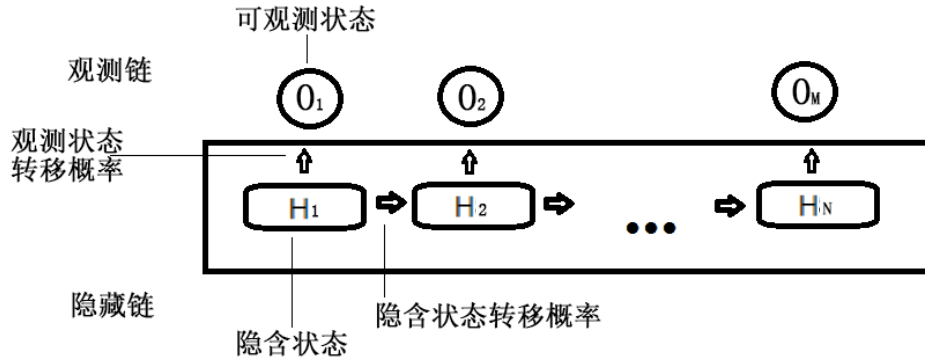 可观测状态
观测链
O₁ O₂ Oₘ
观测状态
转移概率
H₁ H₂ ••• H_N
隐藏链
隐含状态转移概率
隐含状态